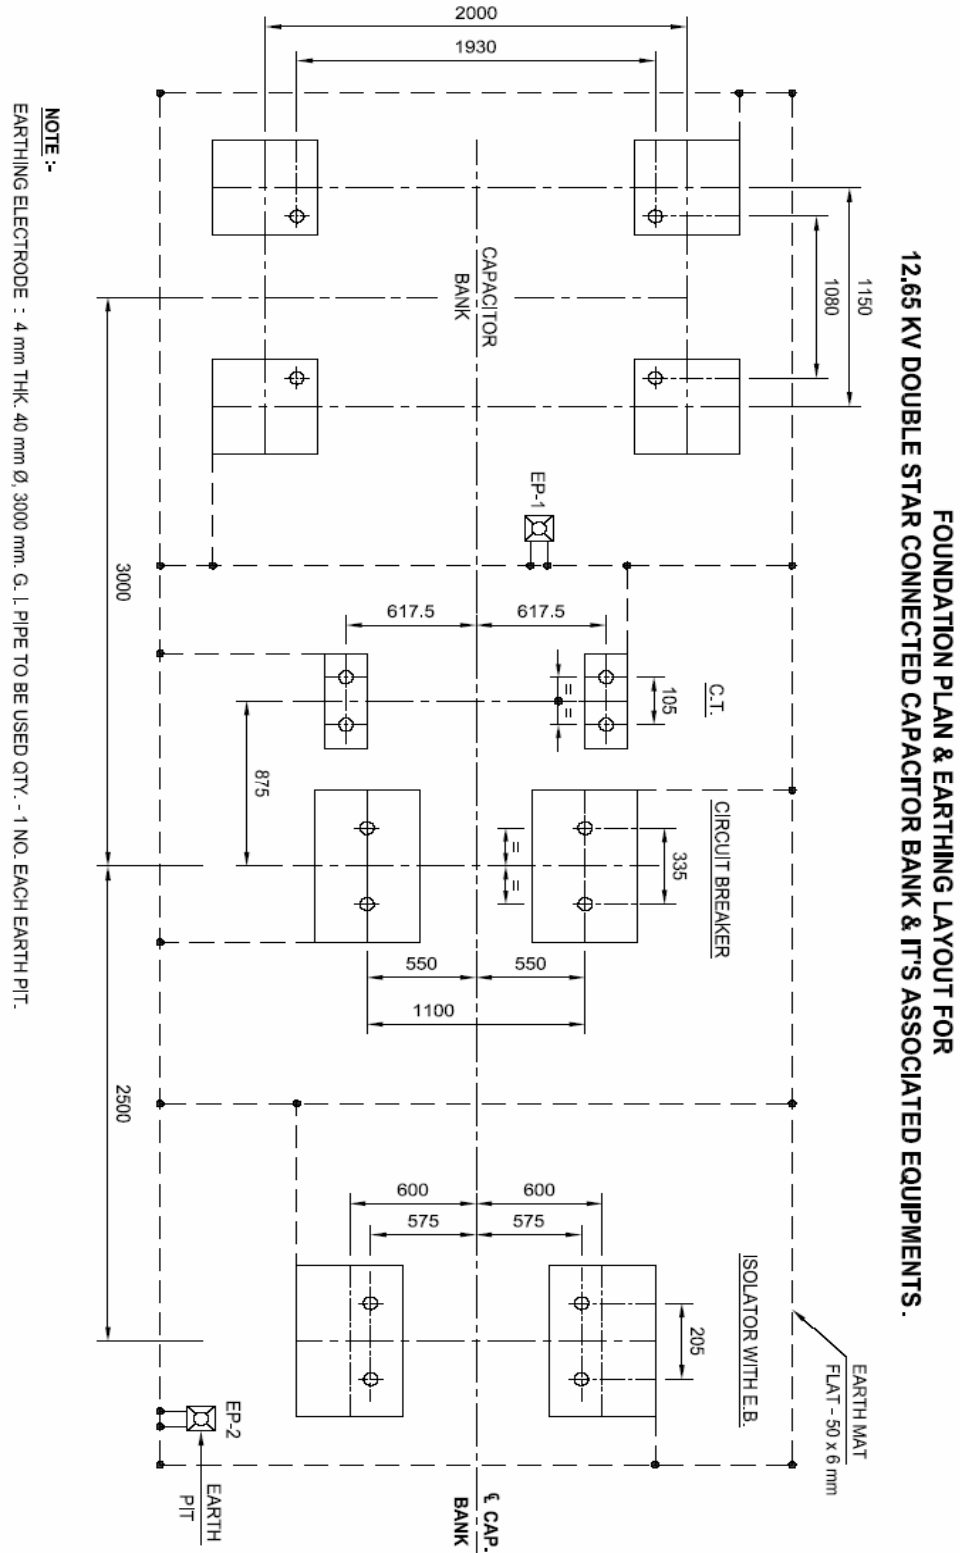 FOUNDATION PLAN & EARTHING LAYOUT FOR
12.65 KV DOUBLE STAR CONNECTED CAPACITOR BANK & IT'S ASSOCIATED EQUIPMENTS.
2000
1930
1150
1080
CAPACITOR
BANK
EP-1
3000
617.5
617.5
105
=
=
C.T.
875
CIRCUIT BREAKER
335
=
=
550
550
1100
2500
600
600
575
575
205
ISOLATOR WITH E.B.
EARTH MAT
FLAT - 50 x 6 mm
EP-2
EARTH
PIT
℄ CAP.
BANK
NOTE :-
EARTHING ELECTRODE : 4 mm THK. 40 mm Ø, 3000 mm. G. I. PIPE TO BE USED QTY. - 1 NO. EACH EARTH PIT.